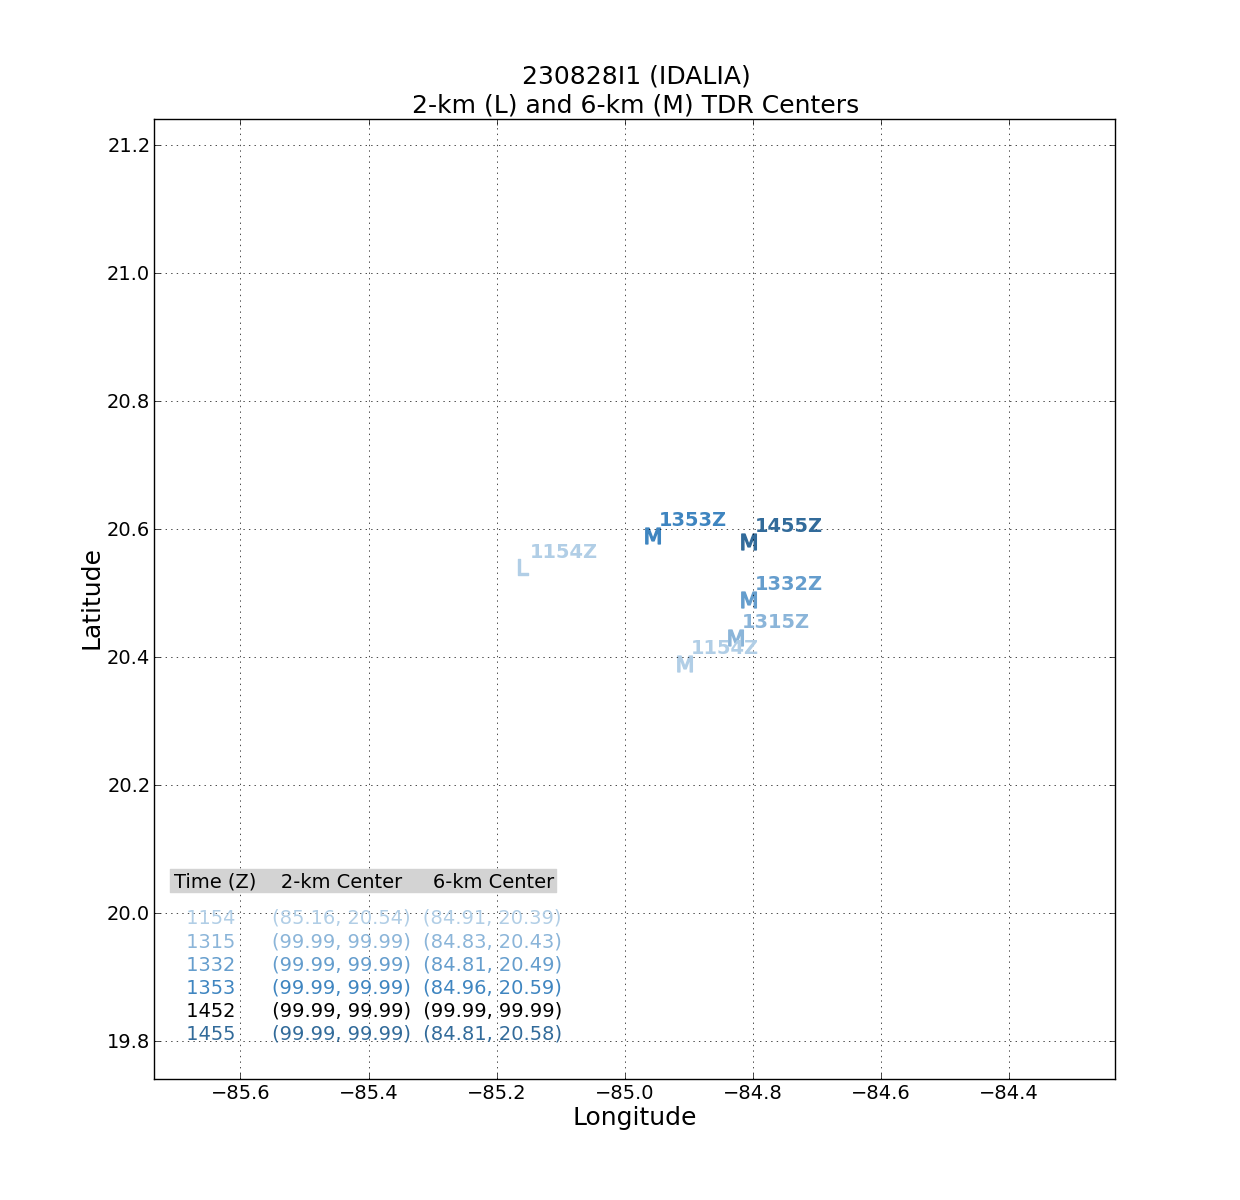 230828I1 (IDALIA)
2-km (L) and 6-km (M) TDR Centers
21.2
21.0
20.8
20.6
20.4
20.2
20.0
19.8
Latitude
M 1353Z
M 1455Z
L 1154Z
M 1332Z
M 1315Z
M 1154Z
Time (Z) 2-km Center 6-km Center
1154 (85.16, 20.54) (84.91, 20.39)
1315 (99.99, 99.99) (84.83, 20.43)
1332 (99.99, 99.99) (84.81, 20.49)
1353 (99.99, 99.99) (84.96, 20.59)
1452 (99.99, 99.99) (99.99, 99.99)
1455 (99.99, 99.99) (84.81, 20.58)
−85.6 −85.4 −85.2 −85.0 −84.8 −84.6 −84.4
Longitude